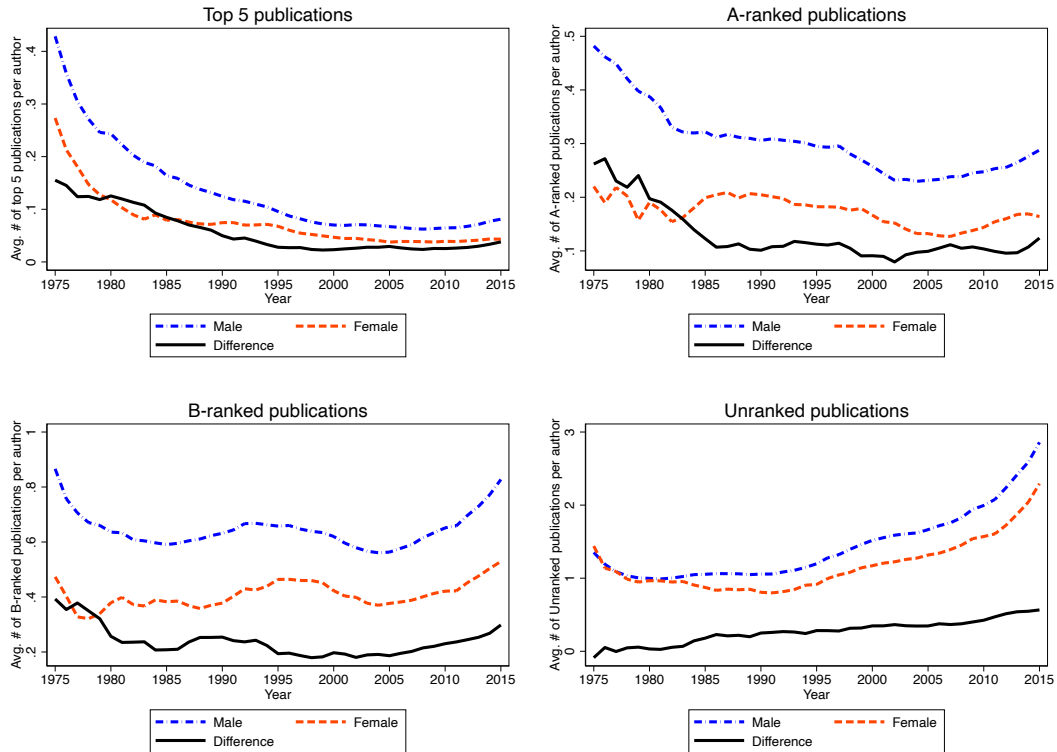 Top 5 publications
Avg. # of top 5 publications per author
.4
.3
.2
.1
0
1975 1980 1985 1990 1995 2000 2005 2010 2015
Year
Male Female
Difference
A-ranked publications
Avg. # of A-ranked publications per author
.5
.4
.3
.2
.1
1975 1980 1985 1990 1995 2000 2005 2010 2015
Year
Male Female
Difference
B-ranked publications
Avg. # of B-ranked publications per author
1
.8
.6
.4
.2
1975 1980 1985 1990 1995 2000 2005 2010 2015
Year
Male Female
Difference
Unranked publications
Avg. # of Unranked publications per author
3
2
1
0
1975 1980 1985 1990 1995 2000 2005 2010 2015
Year
Male Female
Difference